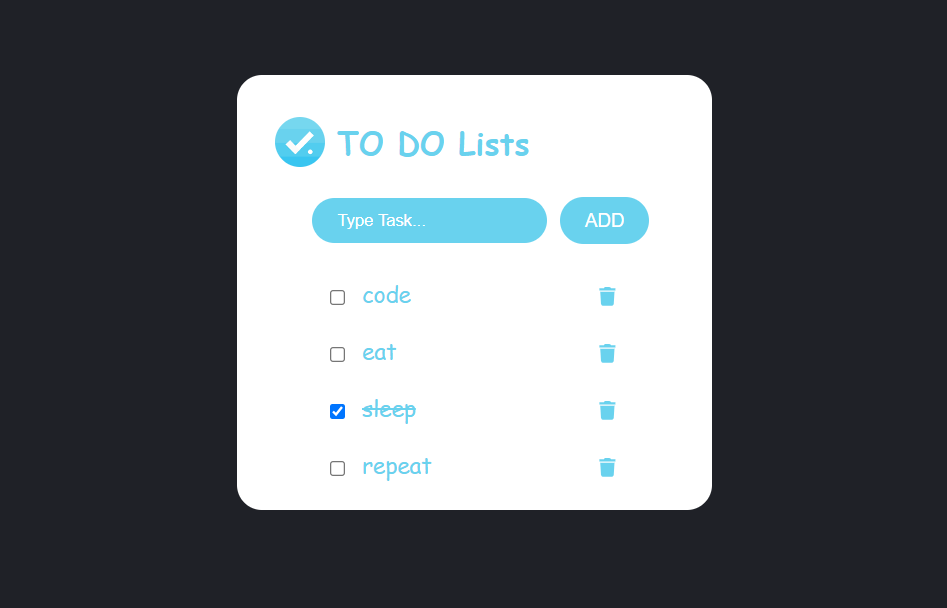 TO DO Lists
Type Task...
ADD
code
eat
sleep
repeat